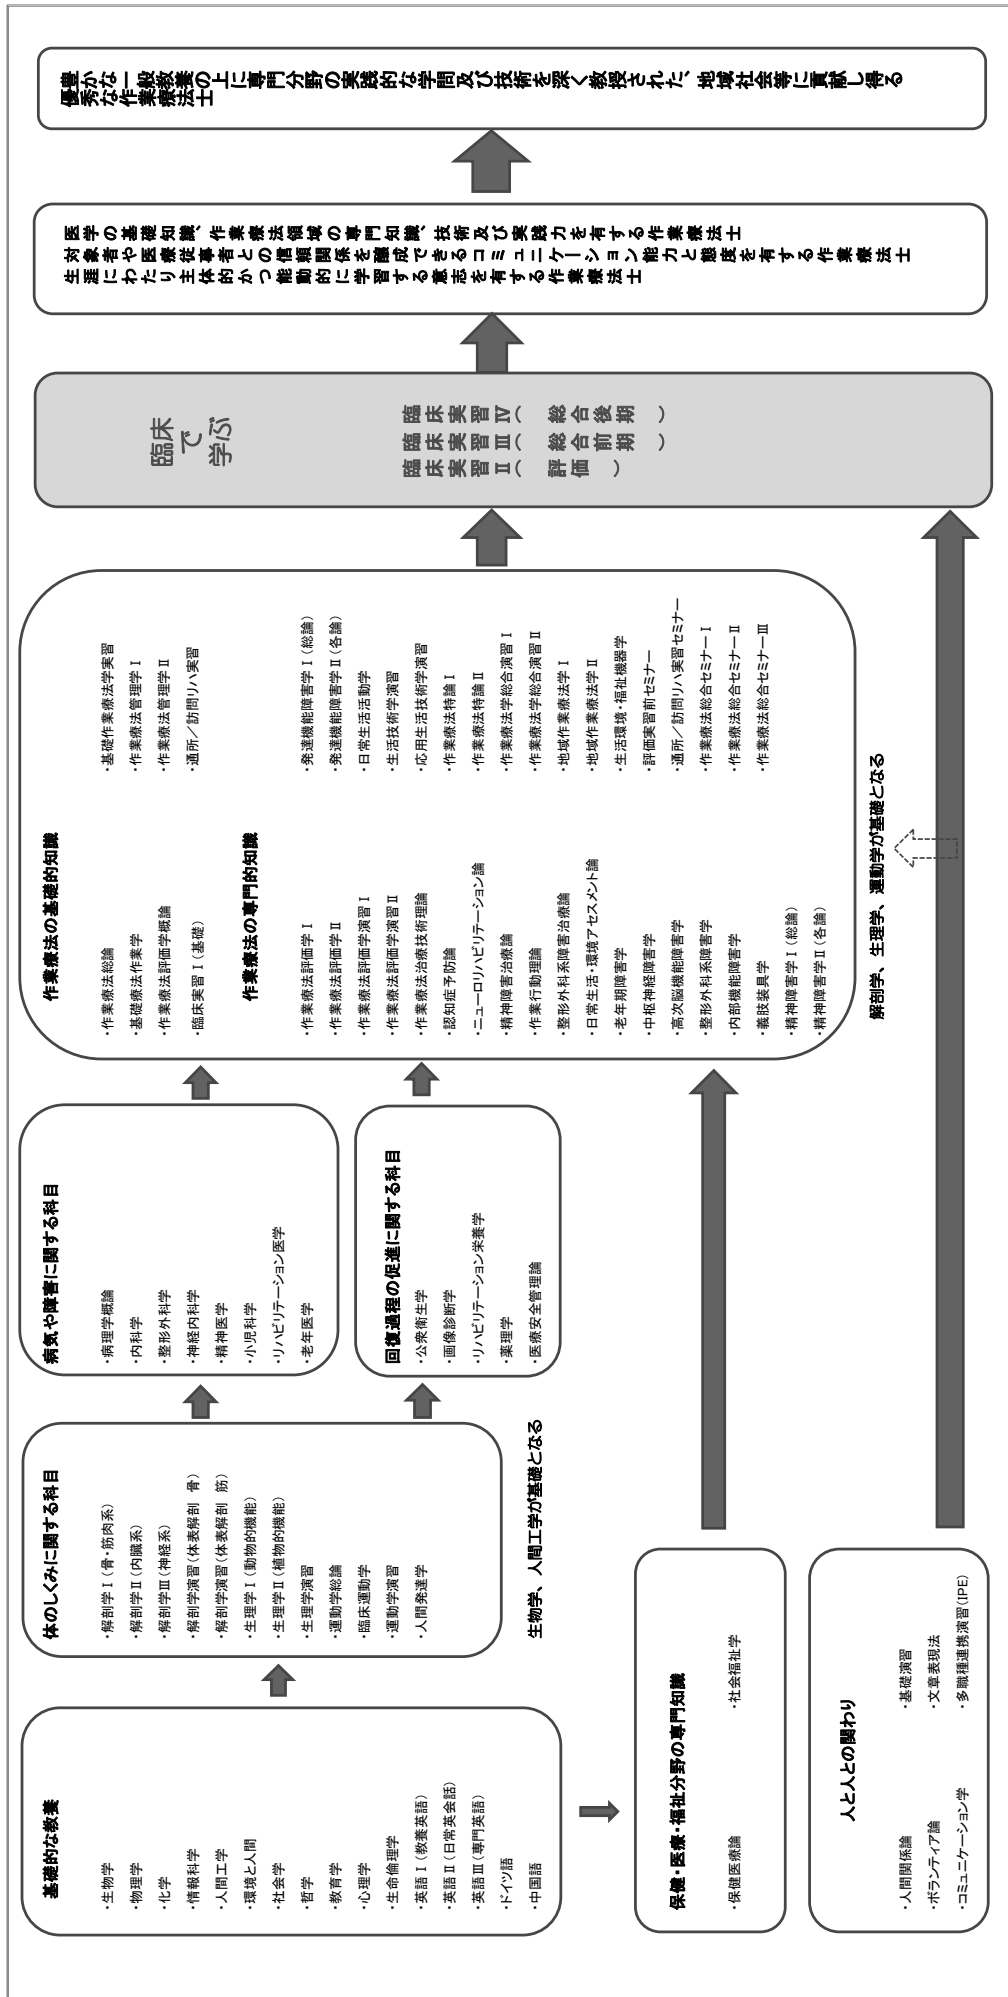 基礎的な教養
・生物学
・物理学
・化学
・情報科学
・人間工学
・環境と人間
・社会学
・哲学
・教育学
・心理学
・生命倫理学
・英語Ⅰ（教養英語）
・英語Ⅱ（日常英会話）
・英語Ⅲ（専門英語）
・ドイツ語
・中国語
体のしくみに関する科目
・解剖学Ⅰ（骨・筋肉系）
・解剖学Ⅱ（内臓系）
・解剖学Ⅲ（神経系）
・解剖学演習（体表解剖　骨）
・解剖学演習（体表解剖　筋）
・生理学Ⅰ（動物的機能）
・生理学Ⅱ（植物的機能）
・生理学演習
・運動学総論
・臨床運動学
・運動学演習
・人間発達学
生物学、人間工学が基礎となる
病気や障害に関する科目
・病理学概論
・内科学
・整形外科学
・神経内科学
・精神医学
・小児科学
・リハビリテーション医学
・老年医学
回復過程の促進に関する科目
・公衆衛生学
・画像診断学
・リハビリテーション栄養学
・薬理学
・医療安全管理論
保健・医療・福祉分野の専門知識
・保健医療論
・社会福祉学
人と人との関わり
・人間関係論
・ボランティア論
・コミュニケーション学
・基礎演習
・文章表現法
・多職種連携演習（IPE）
作業療法の基礎的知識
・作業療法総論
・基礎療法作業学
・作業療法評価学概論
・臨床実習Ⅰ（基礎）
・基礎作業療法学実習
・作業療法管理学Ⅰ
・作業療法管理学Ⅱ
・通所／訪問リハ実習
作業療法の専門的知識
・作業療法評価学Ⅰ
・作業療法評価学Ⅱ
・作業療法評価学演習Ⅰ
・作業療法評価学演習Ⅱ
・作業療法治療技術理論
・認知症予防論
・ニューロリハビリテーション論
・精神障害治療論
・作業行動理論
・整形外科系障害治療論
・日常生活・環境アセスメント論
・老年期障害学
・中枢神経障害学
・高次脳機能障害学
・整形外科系障害学
・内部機能障害学
・義肢装具学
・精神障害学Ⅰ（総論）
・精神障害学Ⅱ（各論）
・発達機能障害学Ⅰ（総論）
・発達機能障害学Ⅱ（各論）
・日常生活活動学
・生活技術学演習
・応用生活技術学演習
・作業療法特論Ⅰ
・作業療法特論Ⅱ
・作業療法学総合演習Ⅰ
・作業療法学総合演習Ⅱ
・地域作業療法学Ⅰ
・地域作業療法学Ⅱ
・生活環境・福祉機器学
・評価実習前セミナー
・通所／訪問リハ実習セミナー
・作業療法総合セミナーⅠ
・作業療法総合セミナーⅡ
・作業療法総合セミナーⅢ
解剖学、生理学、運動学が基礎となる
臨床
で
学ぶ
臨床実習Ⅳ（　総合後期　）
臨床実習Ⅲ（　総合前期　）
臨床実習Ⅱ（　評価　）
医学の基礎知識、作業療法領域の専門知識、技術及び実践力を有する作業療法士
対象者や医療従事者との信頼関係を醸成できるコミュニケーション能力と態度を有する作業療法士
生涯にわたり主体的かつ能動的に学習する意志を有する作業療法士
豊かな一般教養の上に専門分野の実践的な学問及び技術を深く教授された、地域社会等に貢献し得る
優秀な作業療法士